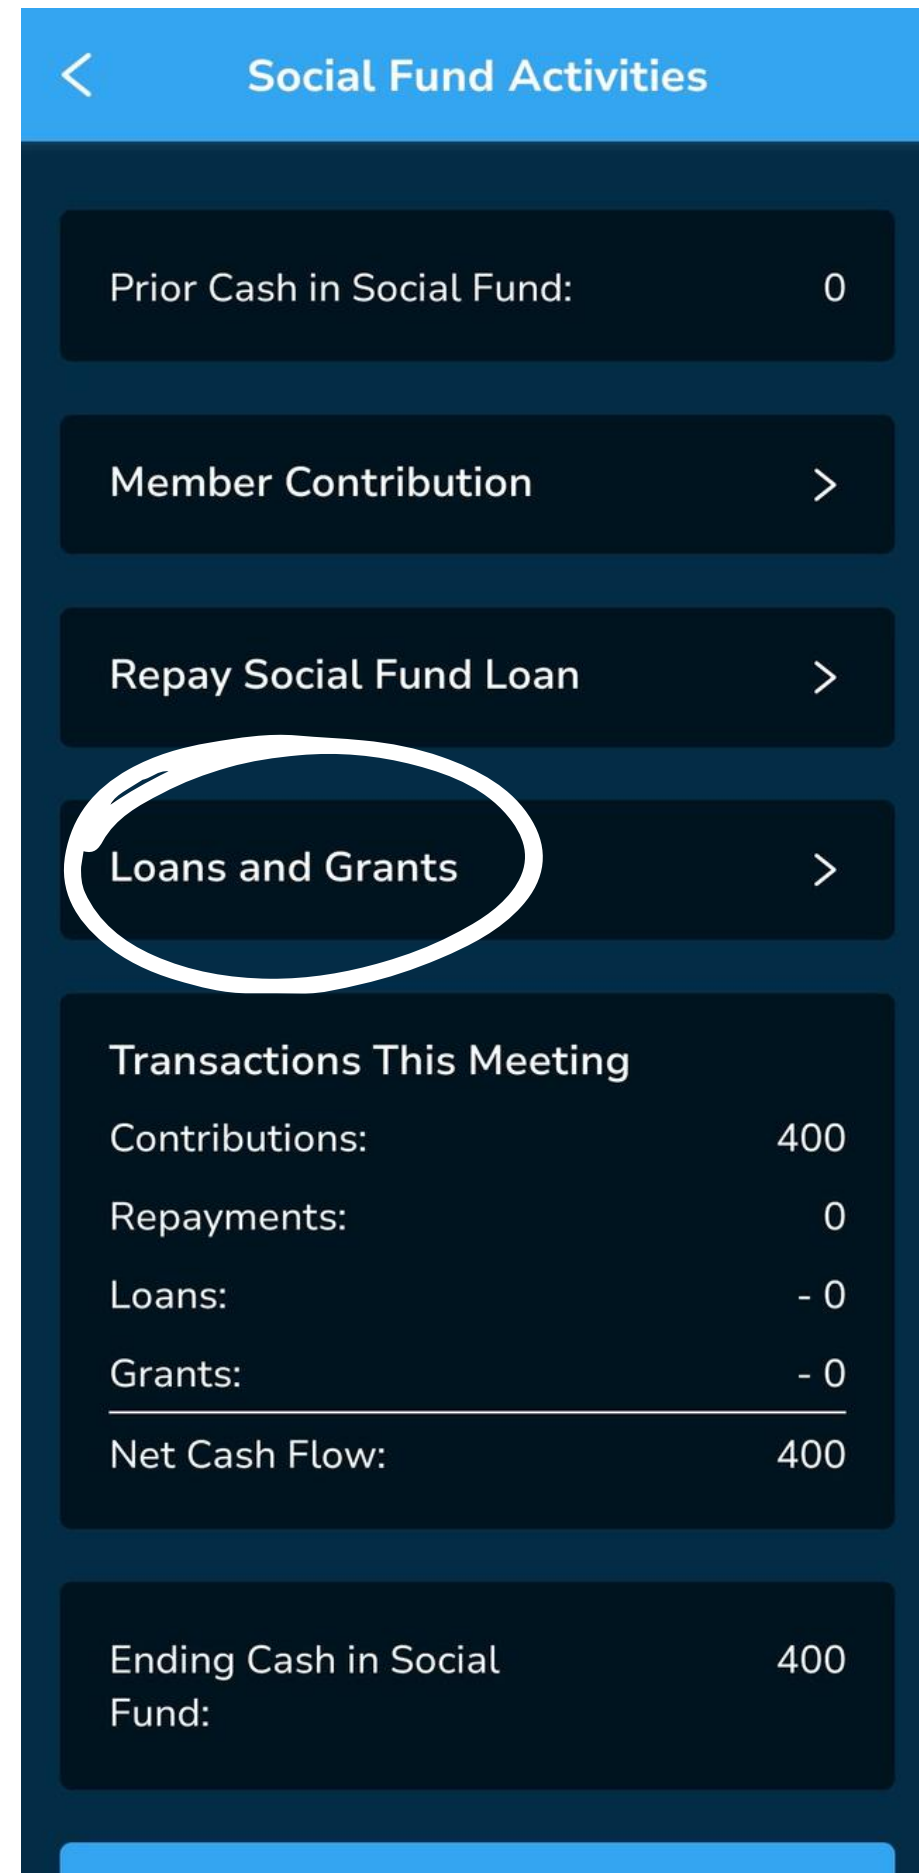 Social Fund Activities
Prior Cash in Social Fund: 0
Member Contribution
Repay Social Fund Loan
Loans and Grants
Transactions This Meeting
Contributions: 400
Repayments: 0
Loans: - 0
Grants: - 0
Net Cash Flow: 400
Ending Cash in Social 400
Fund: